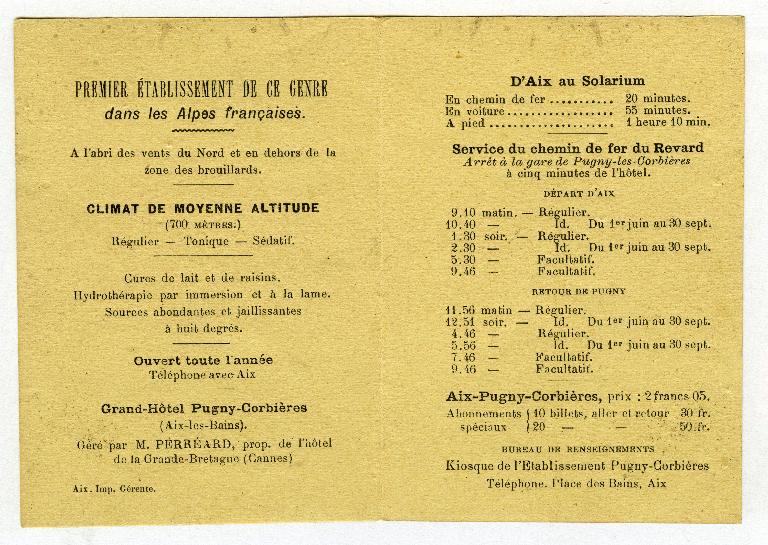 PREMIER ÉTABLISSEMENT DE CE GENRE
dans les Alpes françaises.
A l'abri des vents du Nord et en dehors de la
zone des brouillards.
CLIMAT DE MOYENNE ALTITUDE
(700 MÈTRES.)
Régulier — Tonique — Sédatif.
Cures de lait et de raisins.
Hydrothérapie par immersion et à la lame.
Sources abondantes et jaillissantes
à huit degrés.
Ouvert toute l'année
Téléphone avec Aix
Grand-Hôtel Pugny-Corbières
(Aix-les-Bains).
Géré par M. PERRÉARD, prop. de l'hôtel
de la Grande-Bretagne (Cannes)
Aix. Imp. Gérente.
D'Aix au Solarium
En chemin de fer ........... 20 minutes.
En voiture .................. 55 minutes.
A pied ..................... 1 heure 10 min.
Service du chemin de fer du Revard
Arrêt à la gare de Pugny-les-Corbières
à cinq minutes de l'hôtel.
DÉPART D'AIX
9.10 matin. — Régulier.
10.40 — Id. Du 1er juin au 30 sept.
1.30 soir. — Régulier.
2.30 — Id. Du 1er juin au 30 sept.
5.30 — Facultatif.
9.46 — Facultatif.
RETOUR DE PUGNY
11.56 matin — Régulier.
12.51 soir. — Id. Du 1er juin au 30 sept.
4.46 — Régulier.
5.56 — Id. Du 1er juin au 30 sept.
7.46 — Facultatif.
9.46 — Facultatif.
Aix-Pugny-Corbières, prix : 2 francs 05.
Abonnements { 10 billets, aller et retour 30 fr.
spéciaux { 20 — — 50 fr.
BUREAU DE RENSEIGNEMENTS
Kiosque de l'Etablissement Pugny-Corbières
Téléphone. Place des Bains, Aix